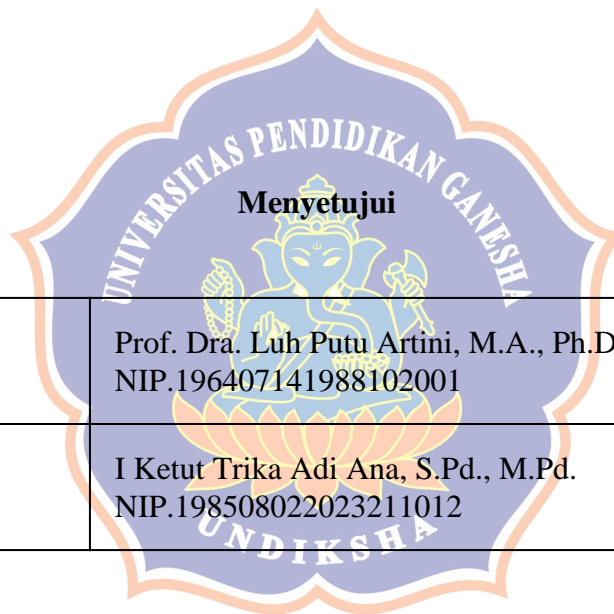 UNIVERSITAS PENDIDIKAN GANESHA
Menyetujui
Prof. Dra. Luh Putu Artini, M.A., Ph.D
NIP.196407141988102001
I Ketut Trika Adi Ana, S.Pd., M.Pd.
NIP.198508022023211012
UNDIKSHA